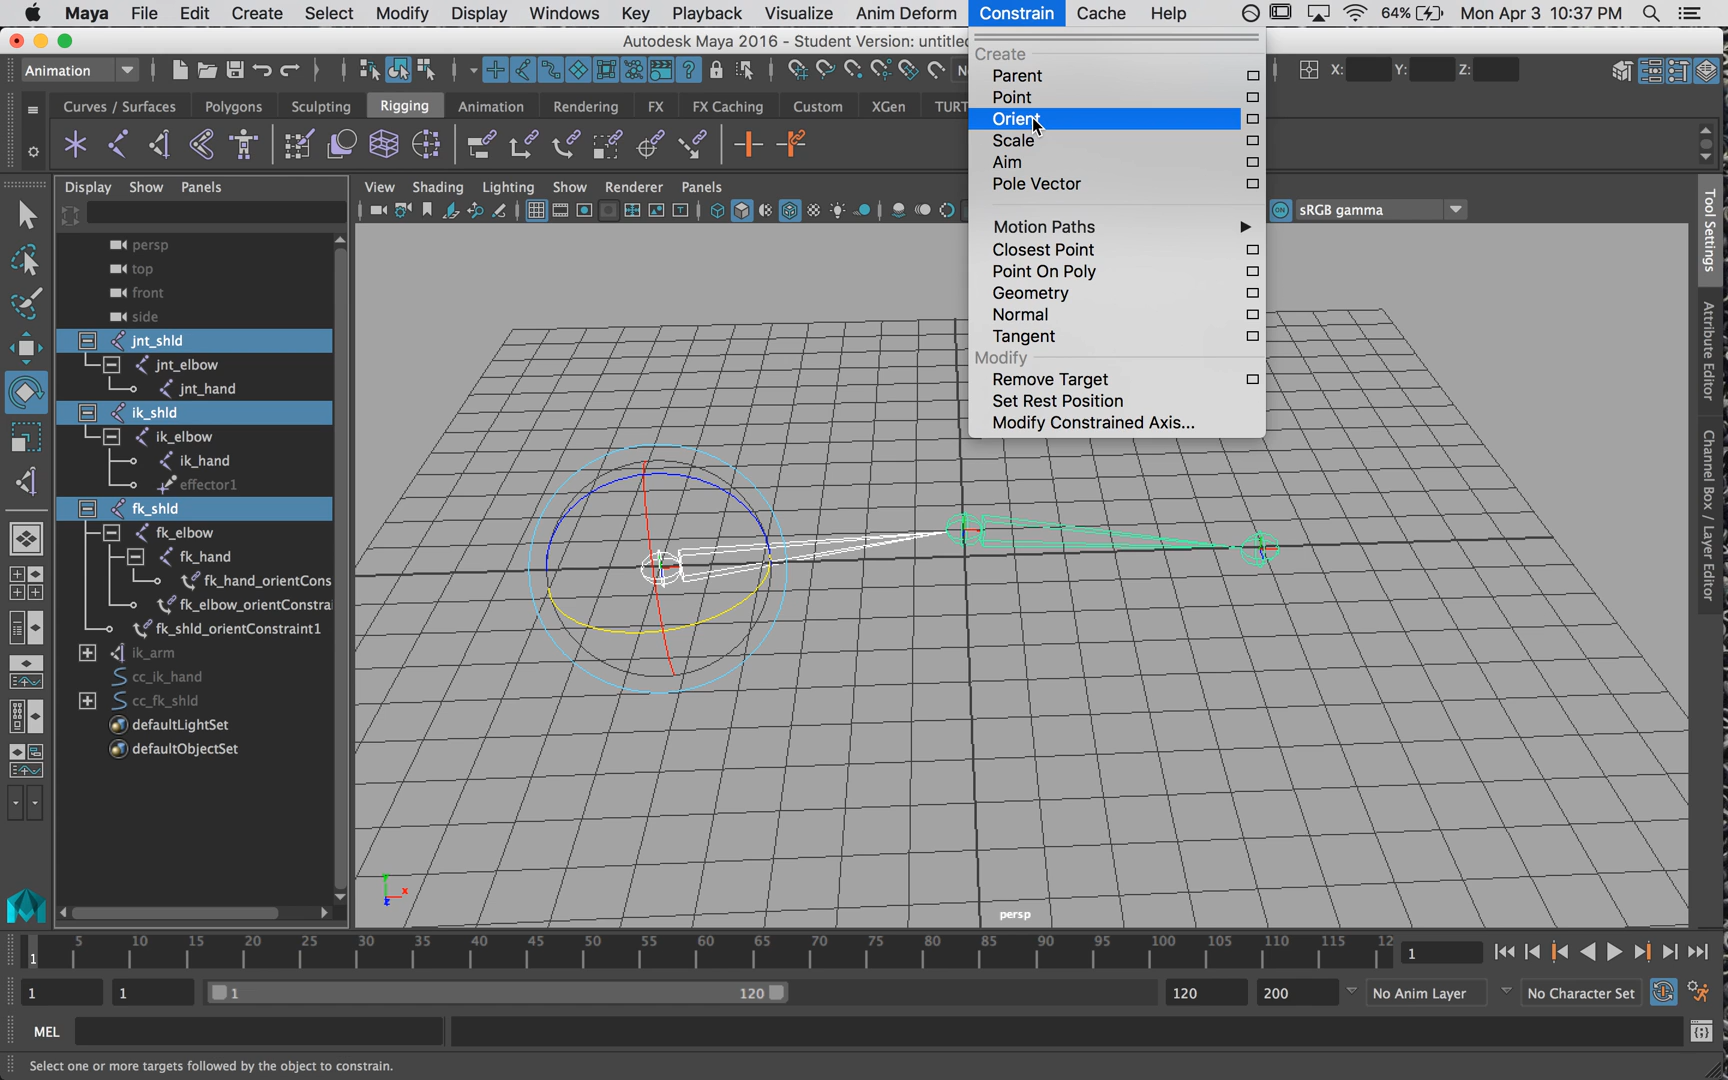 Maya File Edit Create Select Modify Display Windows Key Playback Visualize Anim Deform Constrain Cache Help 64% Mon Apr 3 10:37 PM
Autodesk Maya 2016 - Student Version: untitle
Animation X: Y: Z:
Curves / Surfaces Polygons Sculpting Rigging Animation Rendering FX FX Caching Custom XGen TURT
Create
Parent
Point
Orient
Scale
Aim
Pole Vector
Motion Paths
Closest Point
Point On Poly
Geometry
Normal
Tangent
Modify
Remove Target
Set Rest Position
Modify Constrained Axis...
Display Show Panels
View Shading Lighting Show Renderer Panels
ON sRGB gamma
persp
top
front
side
jnt_shld
jnt_elbow
jnt_hand
ik_shld
ik_elbow
ik_hand
effector1
fk_shld
fk_elbow
fk_hand
fk_hand_orientCons
fk_elbow_orientConstra
fk_shld_orientConstraint1
ik_arm
cc_ik_hand
cc_fk_shld
defaultLightSet
defaultObjectSet
Tool Settings
Attribute Editor
Channel Box / Layer Editor
y x z
persp
1 5 10 15 20 25 30 35 40 45 50 55 60 65 70 75 80 85 90 95 100 105 110 115 12 1
1 1 1 120 120 200 No Anim Layer No Character Set
MEL
Select one or more targets followed by the object to constrain.